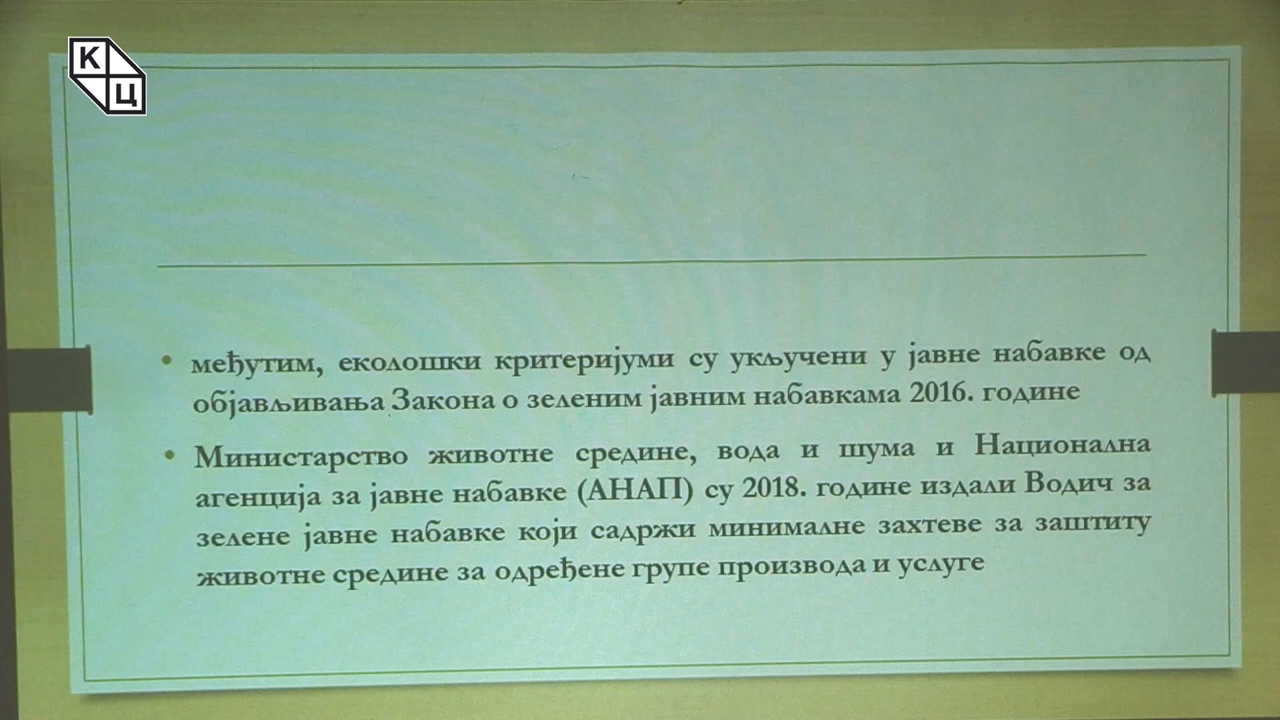 К
Ц
међутим, еколошки критеријуми су укључени у јавне набавке од
објављивања Закона о зеленим јавним набавкама 2016. године
Министарство животне средине, вода и шума и Национална
агенција за јавне набавке (АНАП) су 2018. године издали Водич за
зелене јавне набавке који садржи минималне захтеве за заштиту
животне средине за одређене групе производа и услуге